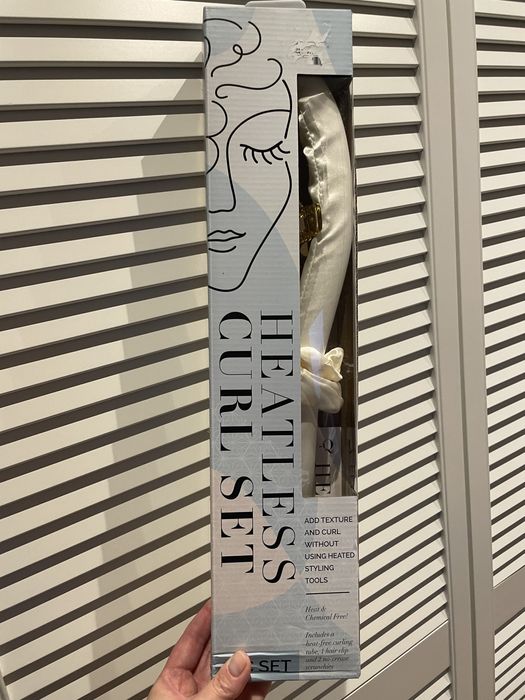 HEATLESS
CURL SET
HE
ADD TEXTURE
AND CURL
WITHOUT
USING HEATED
STYLING
TOOLS
Heat &
Chemical Free!
Includes a
heat-free curling
tube, 1 hair clip
and 2 no-crease
scrunchies
SET